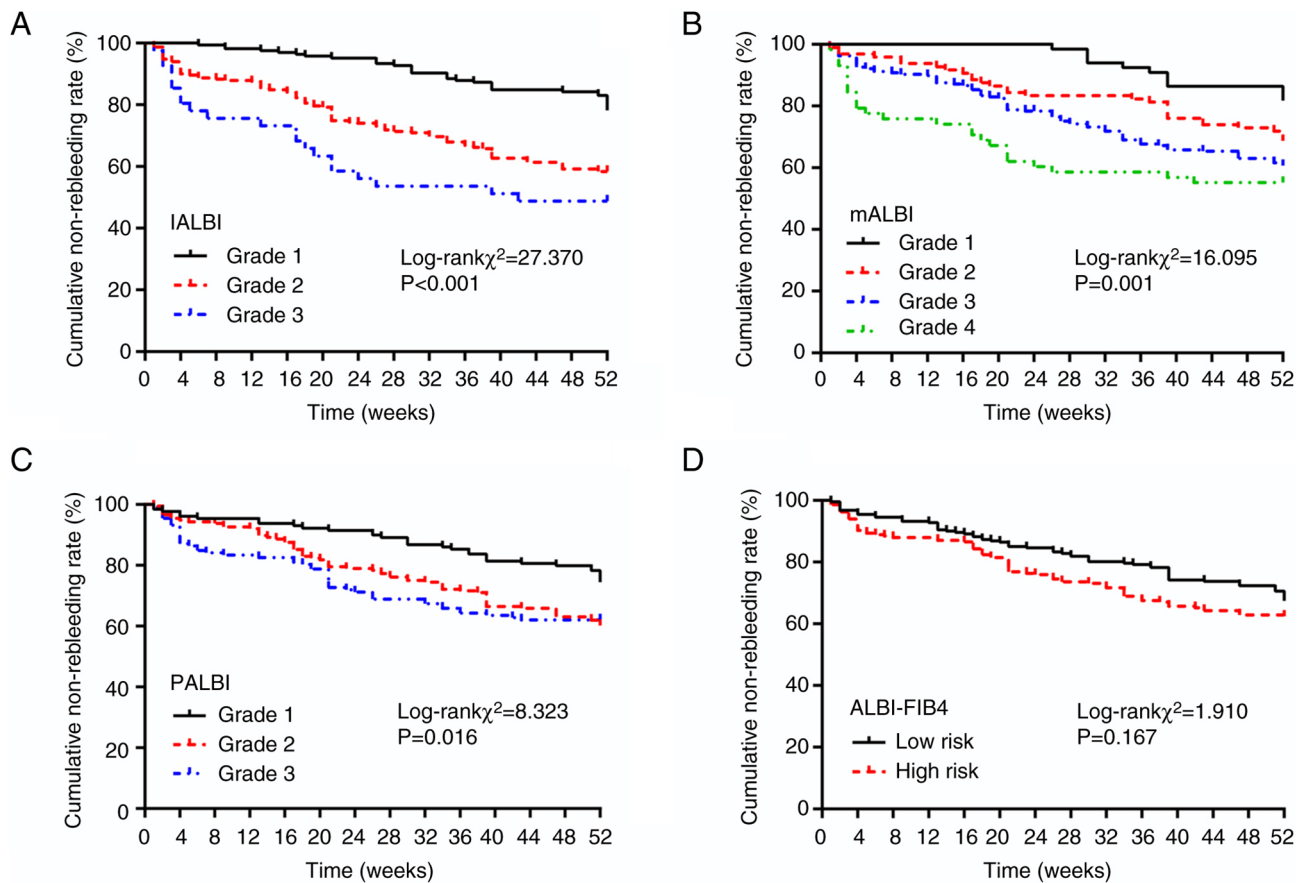 A
Cumulative non-rebleeding rate (%)
100
80
60
40
20
0
lALBI
Grade 1
Grade 2
Grade 3
Log-rankχ²=27.370
P<0.001
0 4 8 12 16 20 24 28 32 36 40 44 48 52
Time (weeks)
B
Cumulative non-rebleeding rate (%)
100
80
60
40
20
0
mALBI
Grade 1
Grade 2
Grade 3
Grade 4
Log-rankχ²=16.095
P=0.001
0 4 8 12 16 20 24 28 32 36 40 44 48 52
Time (weeks)
C
Cumulative non-rebleeding rate (%)
100
80
60
40
20
0
PALBI
Grade 1
Grade 2
Grade 3
Log-rankχ²=8.323
P=0.016
0 4 8 12 16 20 24 28 32 36 40 44 48 52
Time (weeks)
D
Cumulative non-rebleeding rate (%)
100
80
60
40
20
0
ALBI-FIB4
Low risk
High risk
Log-rankχ²=1.910
P=0.167
0 4 8 12 16 20 24 28 32 36 40 44 48 52
Time (weeks)